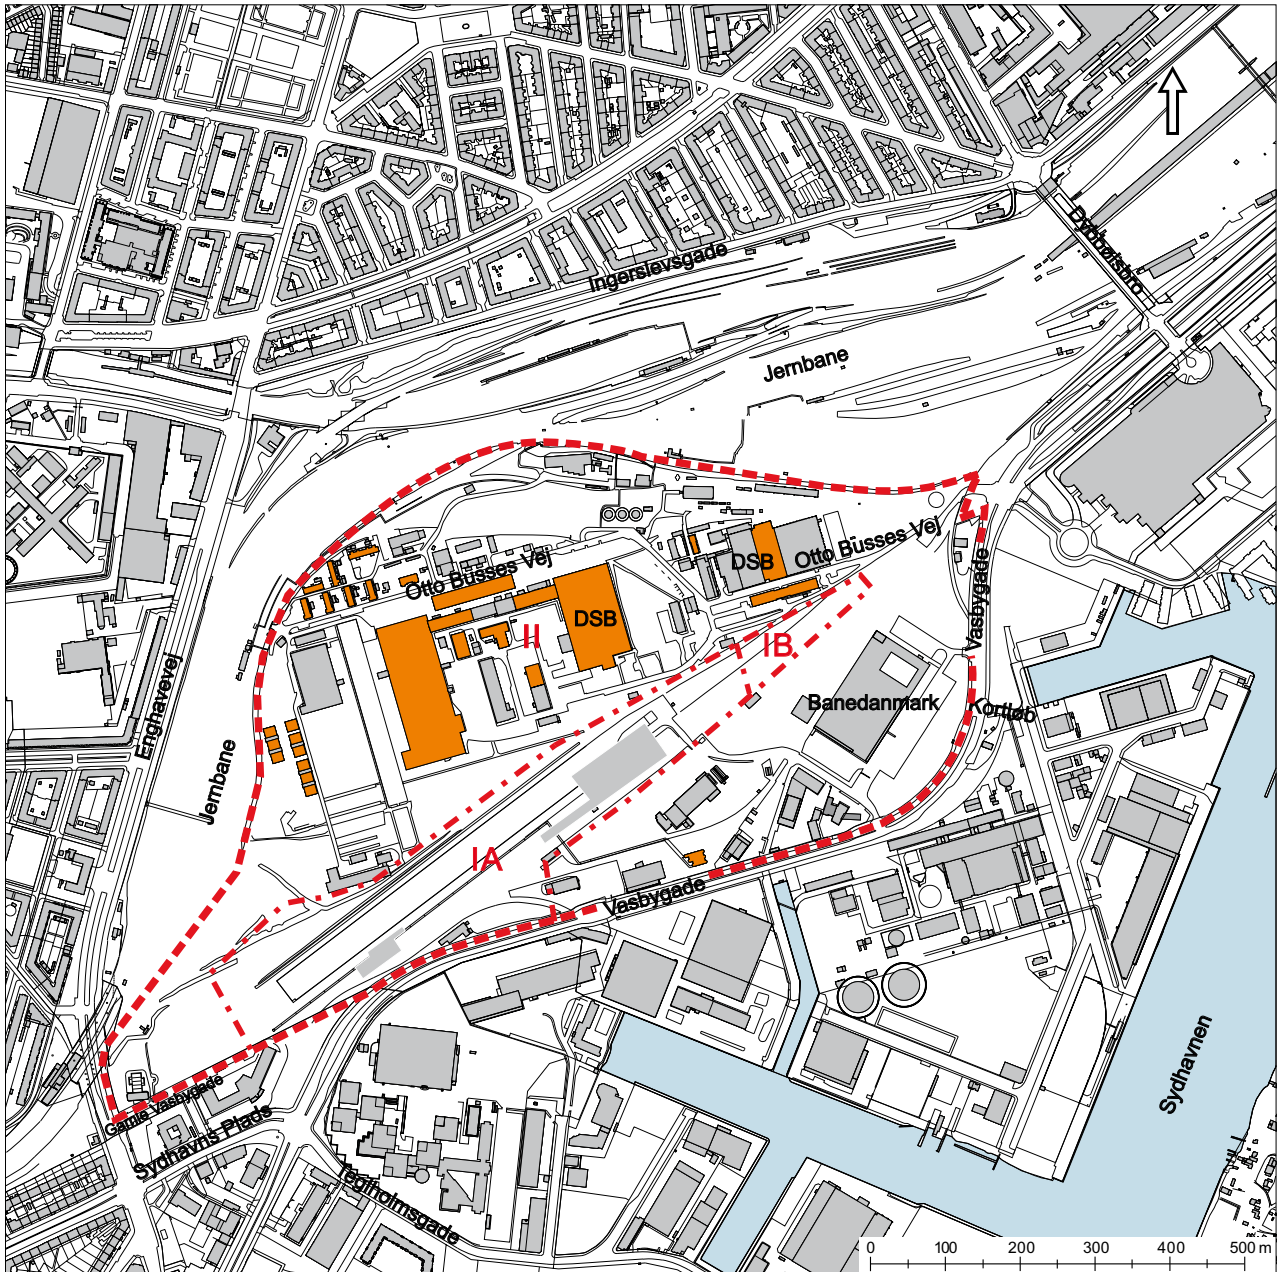 Dybbølsbro
Ingerslevsgade
Jernbane
Otto Busses Vej
DSB
Otto Busses Vej
Vasbygade
DSB
II
IB
Enghavevej
Banedanmark
Kortløb
Jernbane
IA
Vasbygade
Sydhavnen
Gamle Vasbygade
Sydhavns Plads
Teglholmsgade
0 100 200 300 400 500 m